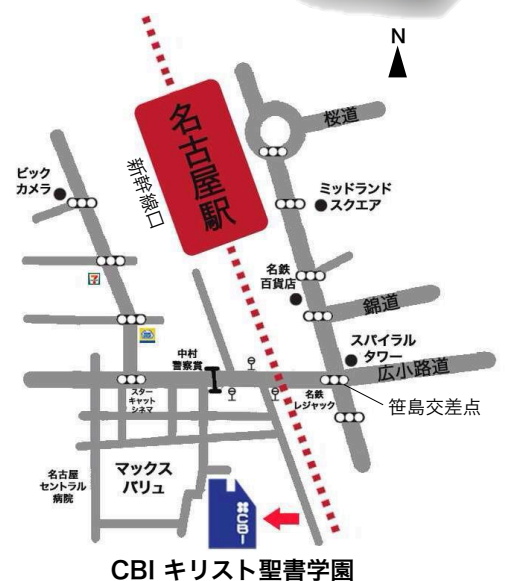 N
桜道
名古屋駅
新幹線口
ビック
カメラ
ミッドランド
スクエア
7
名鉄
百貨店
錦道
スパイラル
タワー
中村
警察署
広小路道
スター
キャット
シネマ
名鉄
レジャック
笹島交差点
マックス
バリュ
名古屋
セントラル
病院
CBI
CBI キリスト聖書学園